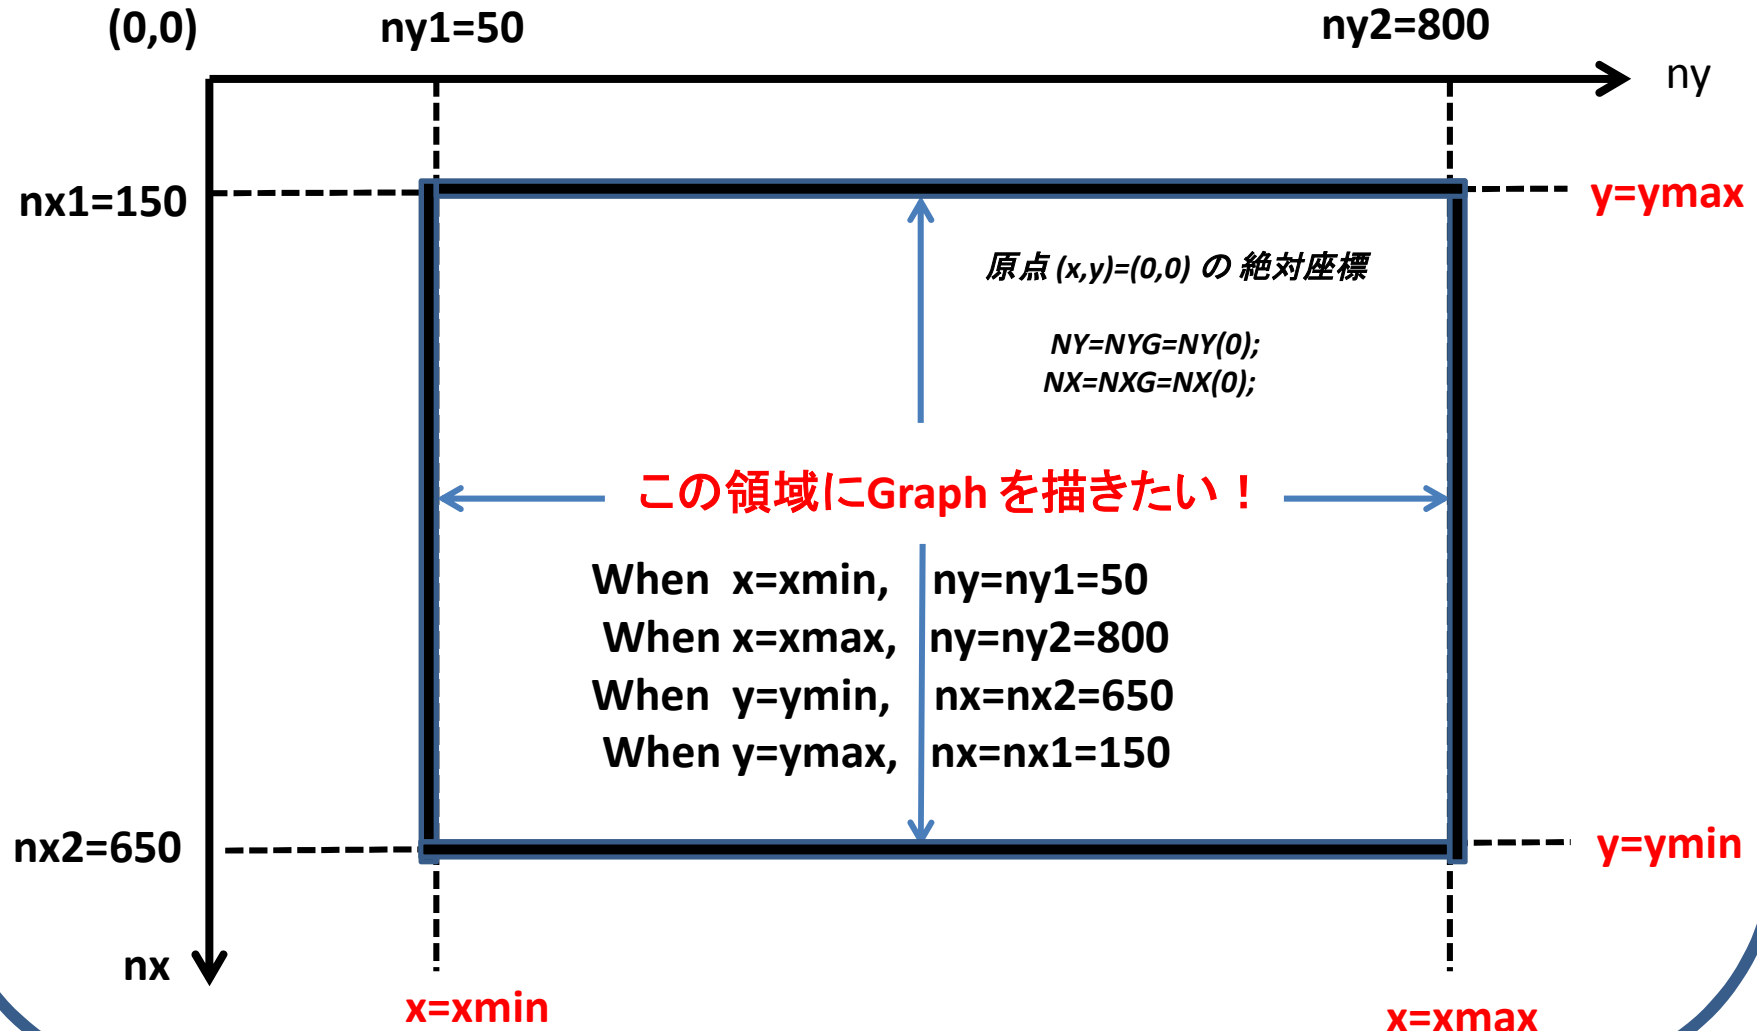 (0,0) ny1=50 ny2=800
ny
nx1=150 y=ymax
原点 (x,y)=(0,0) の 絶対座標
NY=NYG=NY(0);
NX=NXG=NX(0);
この領域にGraph を描きたい！
When x=xmin, ny=ny1=50
When x=xmax, ny=ny2=800
When y=ymin, nx=nx2=650
When y=ymax, nx=nx1=150
nx2=650 y=ymin
nx
x=xmin x=xmax